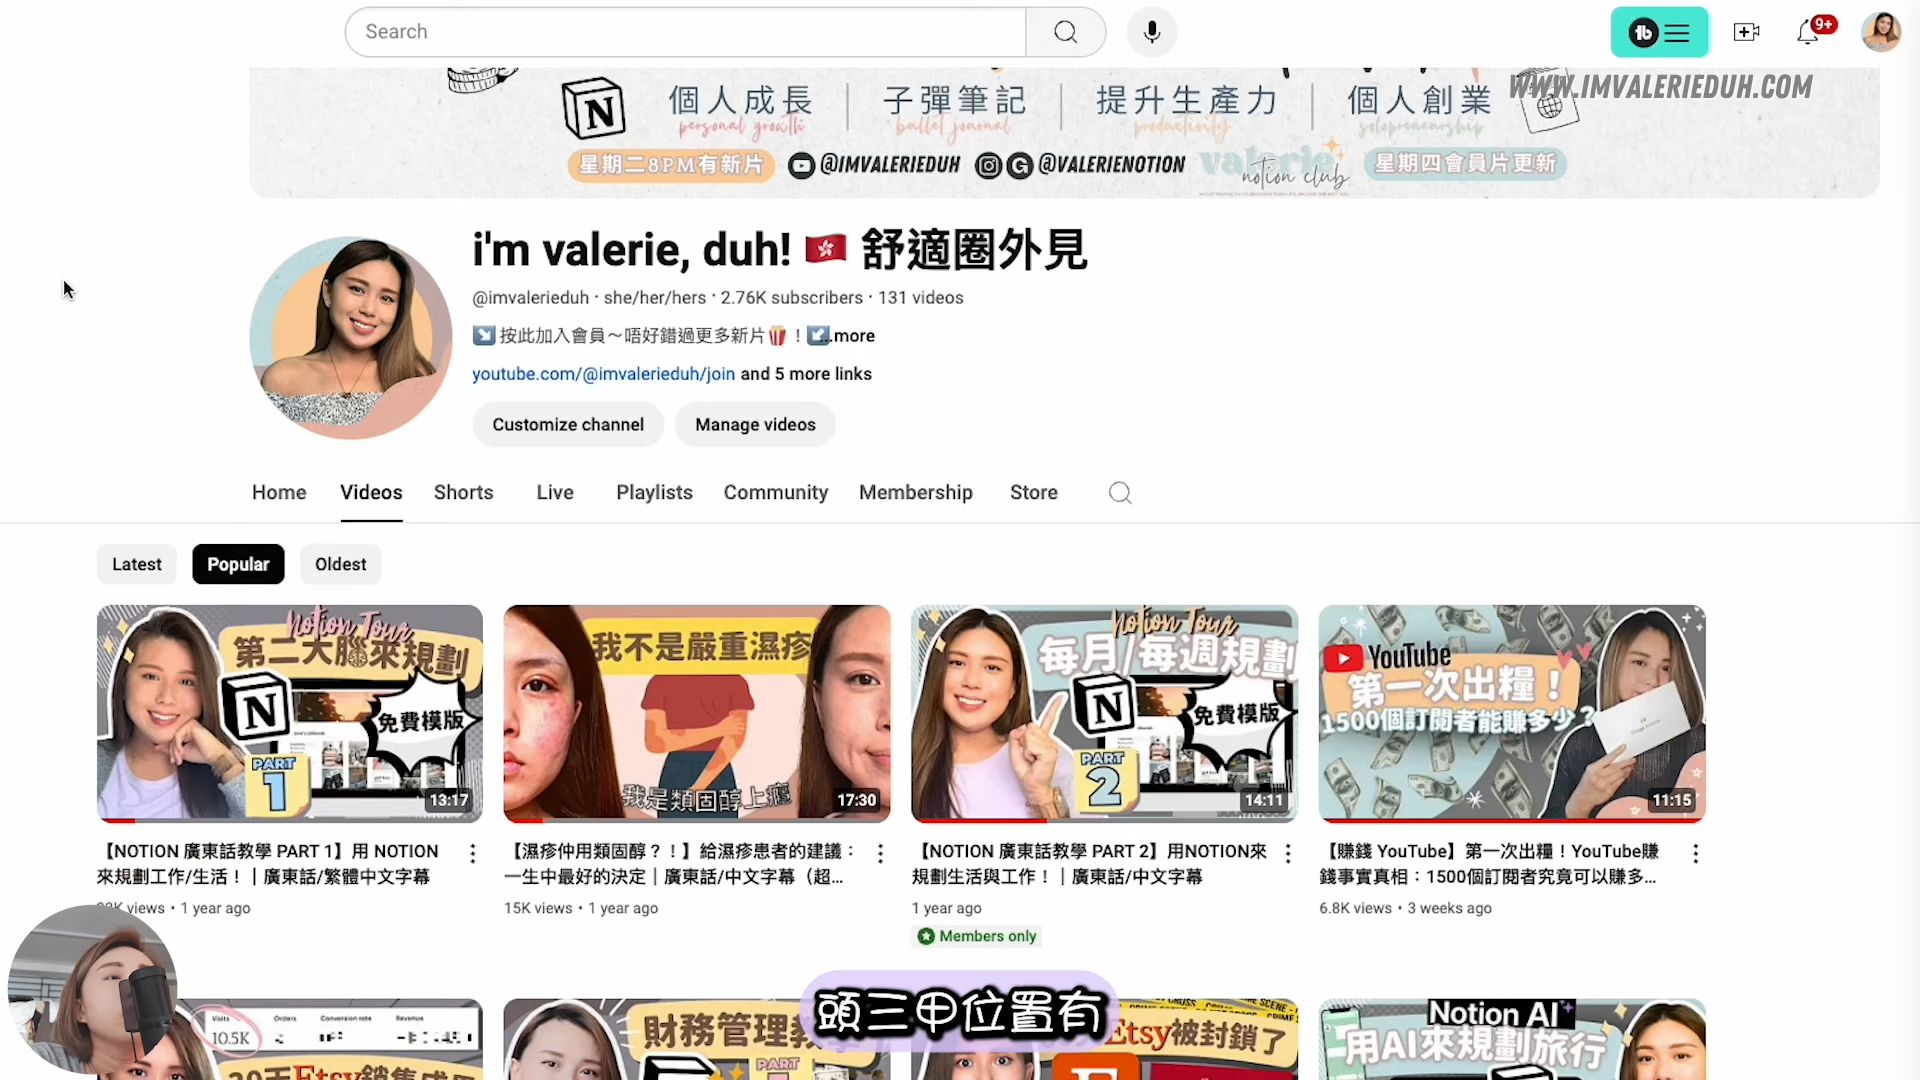 Search
9+
WWW.IMVALERIEDUH.COM
個人成長
子彈筆記
提升生產力
個人創業
personal growth
bullet journal
productivity
solopreneurship
星期二8PM有新片
@IMVALERIEDUH
@VALERIENOTION
valerie
notion club
星期四會員片更新
i'm valerie, duh! 🇭🇰 舒適圈外見
@imvalerieduh · she/her/hers · 2.76K subscribers · 131 videos
↘️ 按此加入會員～唔好錯過更多新片🍿！↙️ ...more
youtube.com/@imvalerieduh/join and 5 more links
Customize channel
Manage videos
Home
Videos
Shorts
Live
Playlists
Community
Membership
Store
Latest
Popular
Oldest
Notion Tour
第二大腦來規劃
N
免費模版
PART
1
13:17
我不是嚴重濕疹
我是類固醇上癮
17:30
Notion Tour
每月/每週規劃
N
免費模版
PART
2
14:11
YouTube
第一次出糧！
1500個訂閱者能賺多少？
11:15
【NOTION 廣東話教學 PART 1】用 NOTION
來規劃工作/生活！｜廣東話/繁體中文字幕
views • 1 year ago
【濕疹仲用類固醇？！】給濕疹患者的建議：
一生中最好的決定｜廣東話/中文字幕（超...
15K views • 1 year ago
【NOTION 廣東話教學 PART 2】用NOTION來
規劃生活與工作！｜廣東話/中文字幕
1 year ago
Members only
【賺錢 YouTube】第一次出糧！YouTube賺
錢事實真相：1500個訂閱者究竟可以賺多...
6.8K views • 3 weeks ago
Visits
Orders
Conversion rate
Revenue
10.5K
財務管理教
PART
Etsy被封鎖了
Notion AI
用AI來規劃旅行
頭三甲位置有